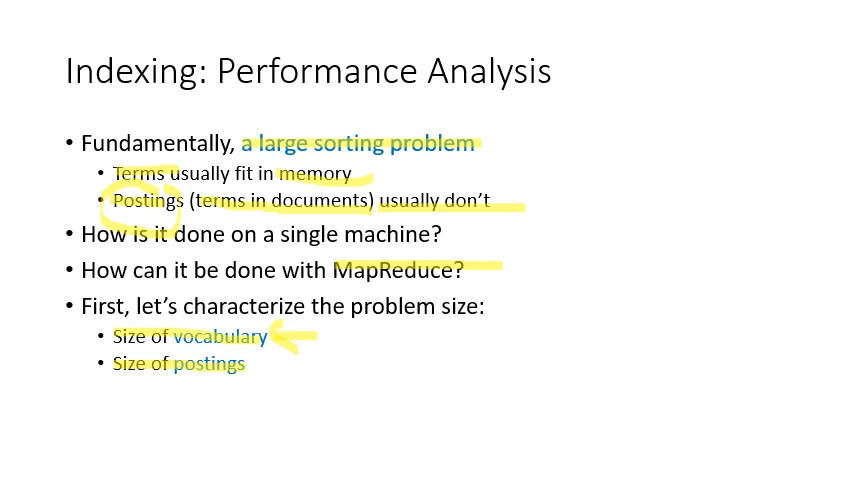 Indexing: Performance Analysis
• Fundamentally, a large sorting problem
• Terms usually fit in memory
• Postings (terms in documents) usually don’t
• How is it done on a single machine?
• How can it be done with MapReduce?
• First, let’s characterize the problem size:
• Size of vocabulary
• Size of postings